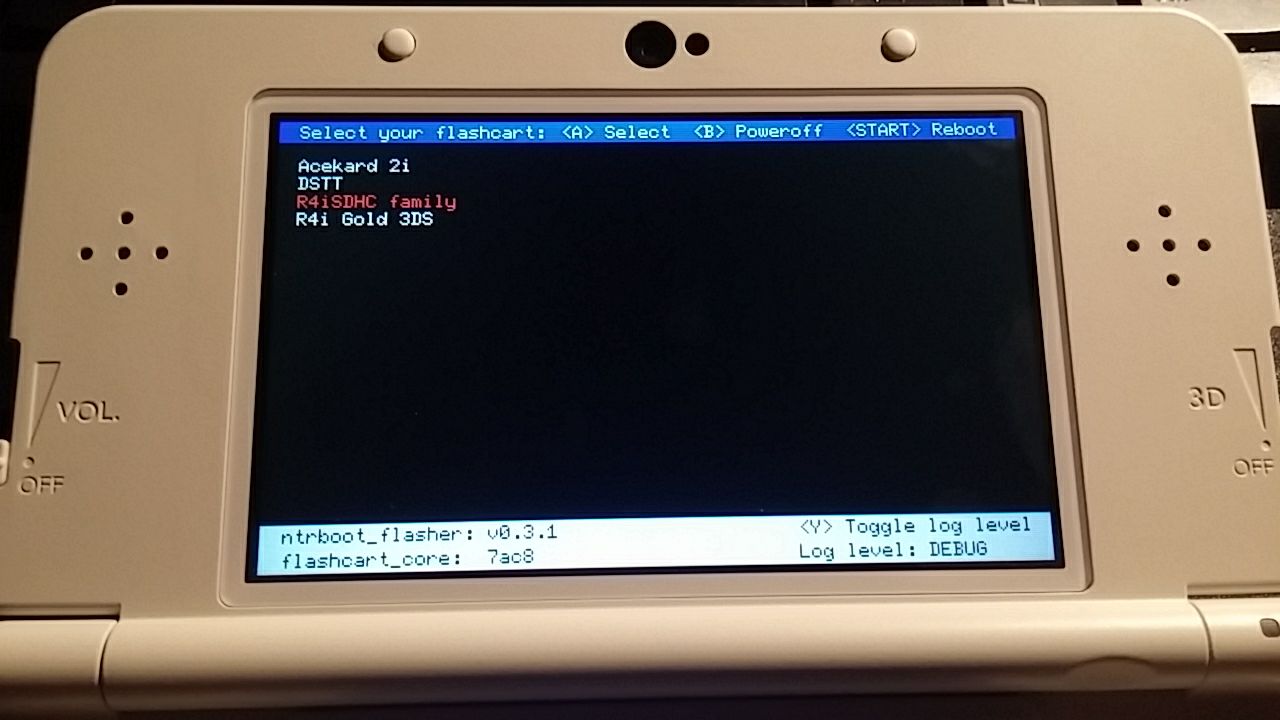 Select your flashcart: <A> Select <B> Poweroff <START> Reboot
Acekard 2i
DSTT
R4iSDHC family
R4i Gold 3DS
VOL.
OFF
3D
OFF
ntrboot_flasher: v0.3.1
<Y> Toggle log level
flashcart_core: 7ac8
Log level: DEBUG